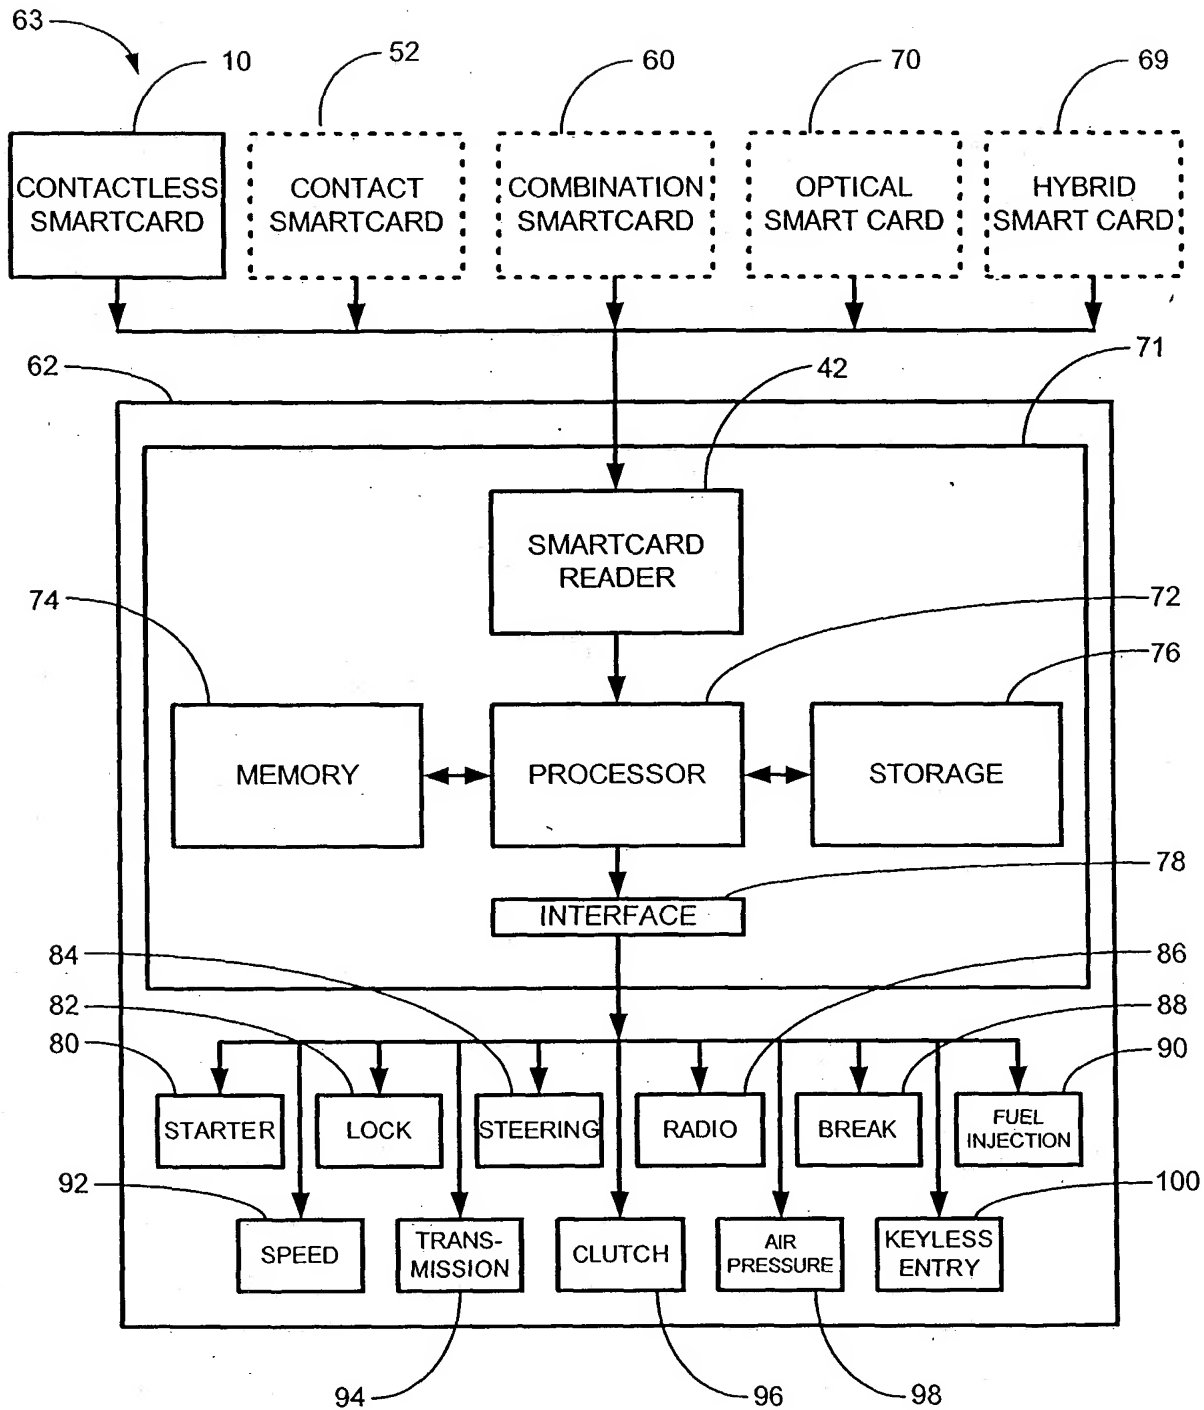 63
10
52
60
70
69
CONTACTLESS
SMARTCARD
CONTACT
SMARTCARD
COMBINATION
SMARTCARD
OPTICAL
SMART CARD
HYBRID
SMART CARD
62
42
71
SMARTCARD
READER
74
72
76
MEMORY
PROCESSOR
STORAGE
78
INTERFACE
84
86
82
88
80
90
STARTER
LOCK
STEERING
RADIO
BREAK
FUEL
INJECTION
92
100
SPEED
TRANS-
MISSION
CLUTCH
AIR
PRESSURE
KEYLESS
ENTRY
94
96
98